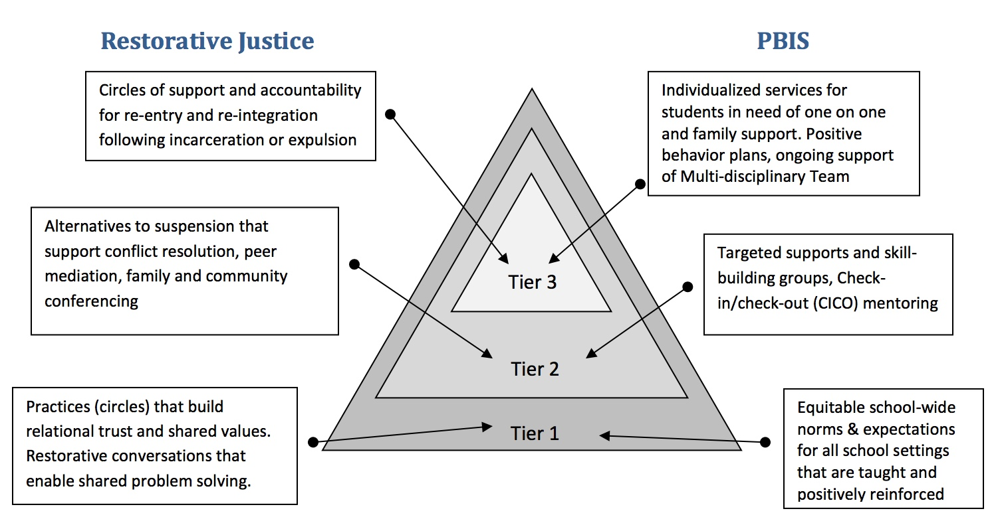 Restorative Justice
PBIS
Circles of support and accountability
for re-entry and re-integration
following incarceration or expulsion
Individualized services for
students in need of one on one
and family support. Positive
behavior plans, ongoing support
of Multi-disciplinary Team
Alternatives to suspension that
support conflict resolution, peer
mediation, family and community
conferencing
Targeted supports and skill-
building groups, Check-
in/check-out (CICO) mentoring
Tier 3
Tier 2
Practices (circles) that build
relational trust and shared values.
Restorative conversations that
enable shared problem solving.
Tier 1
Equitable school-wide
norms & expectations
for all school settings
that are taught and
positively reinforced